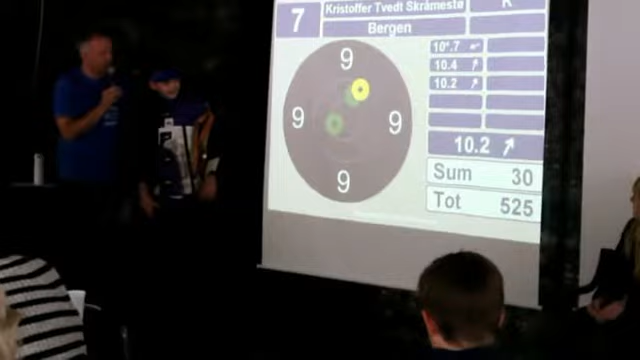 7
Kristoffer Tvedt Skråmestø
K
Bergen
10*.7
10.4
10.2
9
9
9
9
10.2
Sum 30
Tot 525